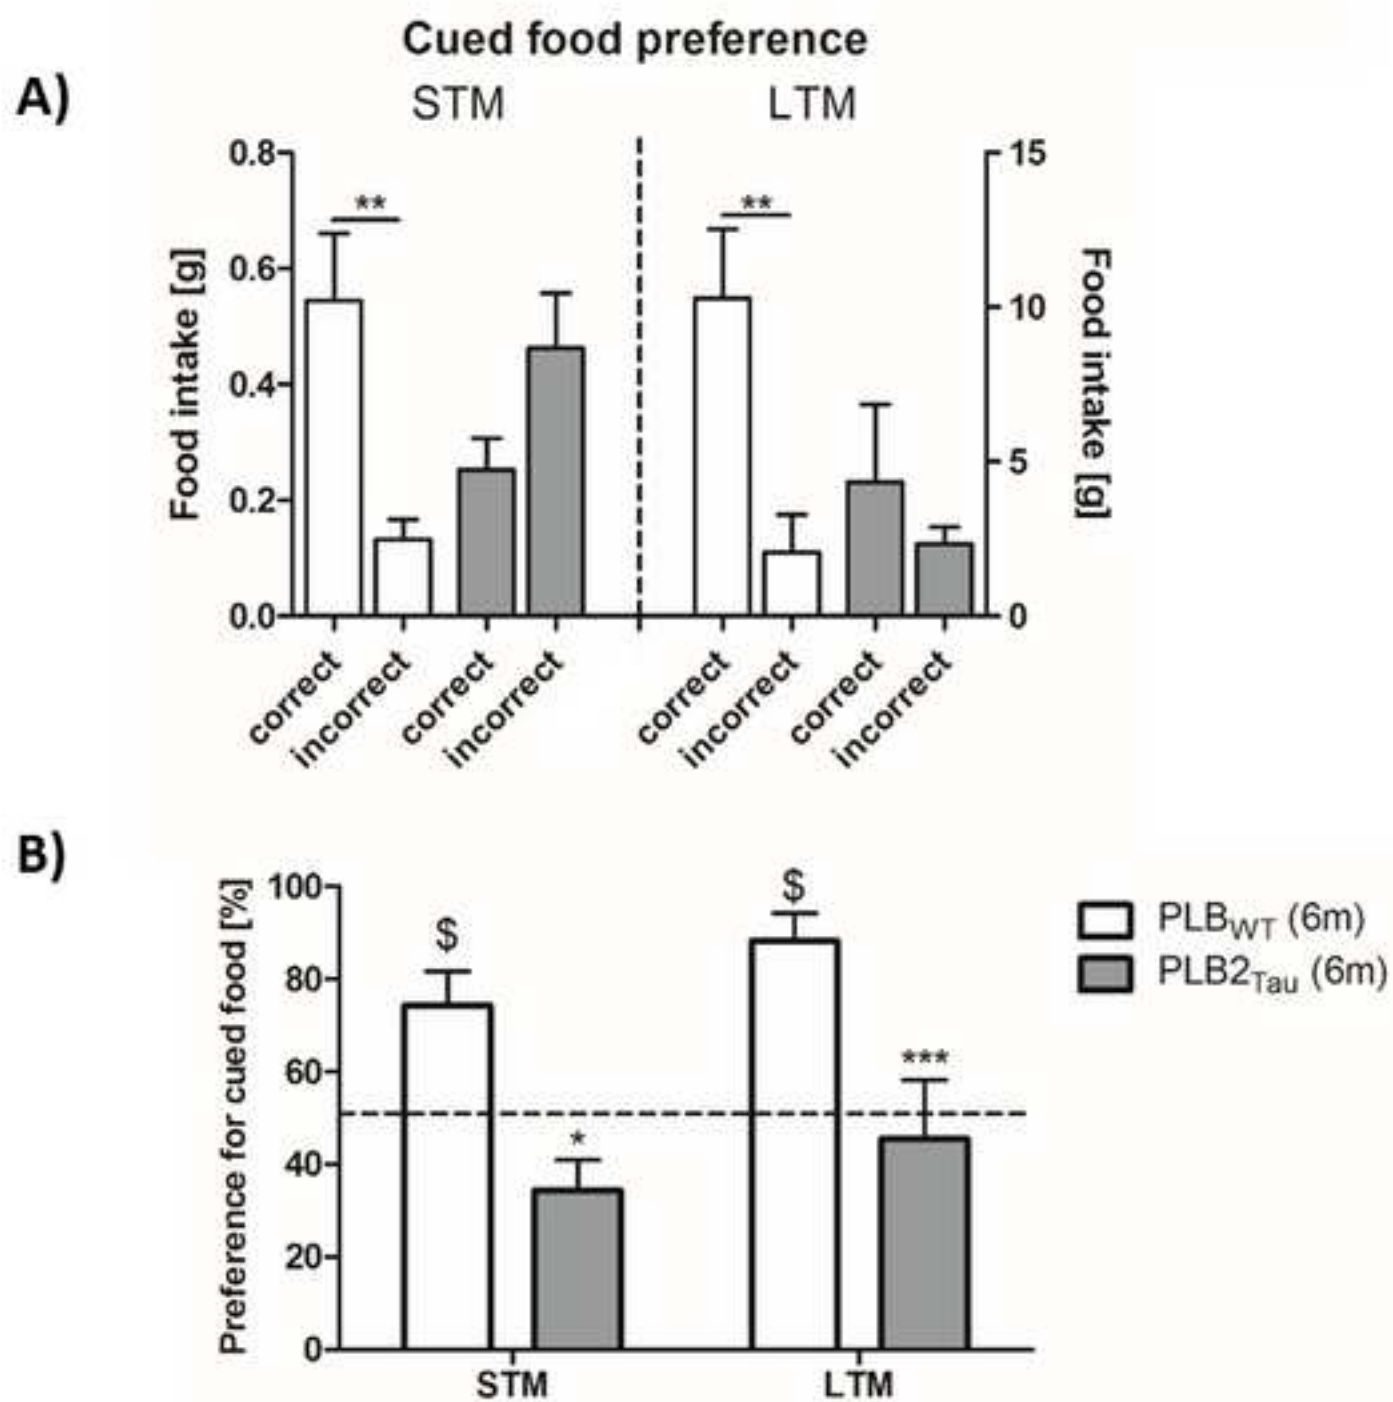 Cued food preference
A)
STM
LTM
Food intake [g]
0.8
0.6
0.4
0.2
0.0
**
**
15
10
5
0
Food intake [g]
correct
incorrect
correct
incorrect
correct
incorrect
correct
incorrect
B)
Preference for cued food [%]
100
80
60
40
20
0
$
*
$
***
STM
LTM
PLBWT (6m)
PLB2Tau (6m)